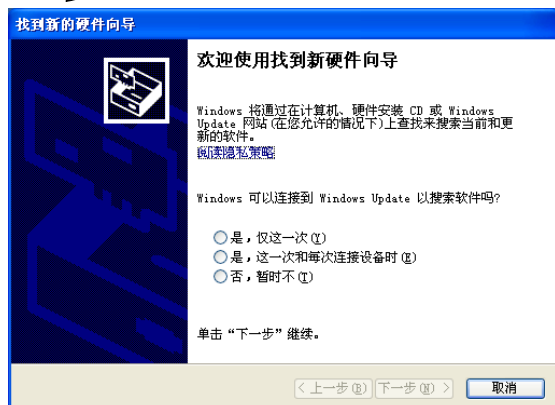 找到新的硬件向导
欢迎使用找到新硬件向导
Windows 将通过在计算机、硬件安装 CD 或 Windows
Update 网站(在您允许的情况下)上查找来搜索当前和更
新的软件。
阅读隐私策略
Windows 可以连接到 Windows Update 以搜索软件吗?
是，仅这一次(Y)
是，这一次和每次连接设备时(E)
否，暂时不(T)
单击“下一步”继续。
< 上一步(B) 下一步(N) > 取消